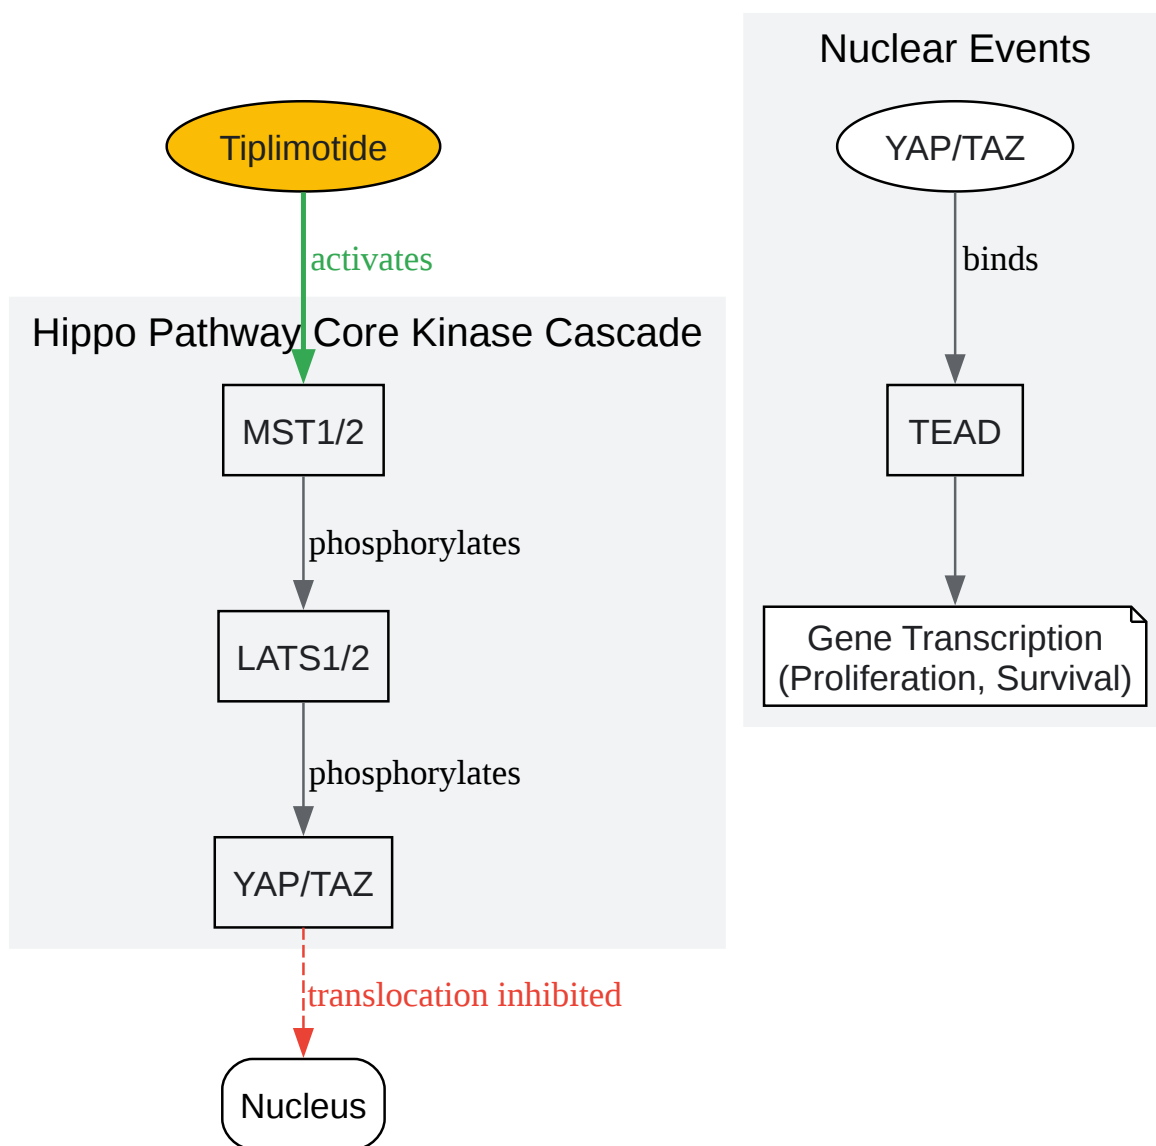 Tiplimotide
activates
Hippo Pathway Core Kinase Cascade
MST1/2
phosphorylates
LATS1/2
phosphorylates
YAP/TAZ
translocation inhibited
Nucleus
Nuclear Events
YAP/TAZ
binds
TEAD
Gene Transcription
(Proliferation, Survival)